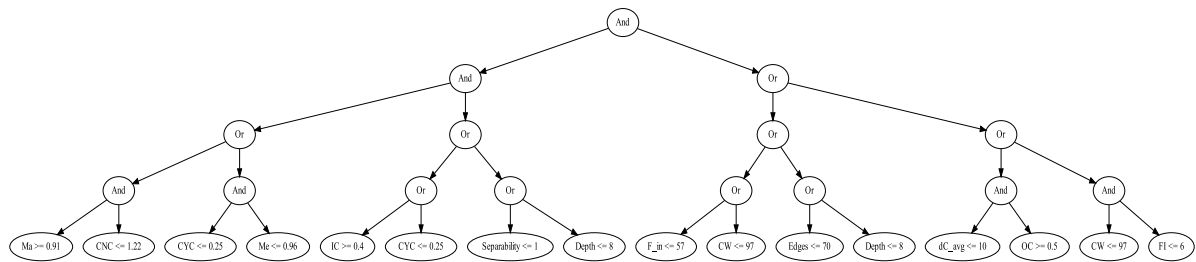 And
And Or
Or Or Or Or
And And Or Or Or Or And And
Ma >= 0.91 CNC <= 1.22 CYC <= 0.25 Me <= 0.96 IC >= 0.4 CYC <= 0.25 Separability <= 1 Depth <= 8 F_in <= 57 CW <= 97 Edges <= 70 Depth <= 8 dC_avg <= 10 OC >= 0.5 CW <= 97 FI <= 6